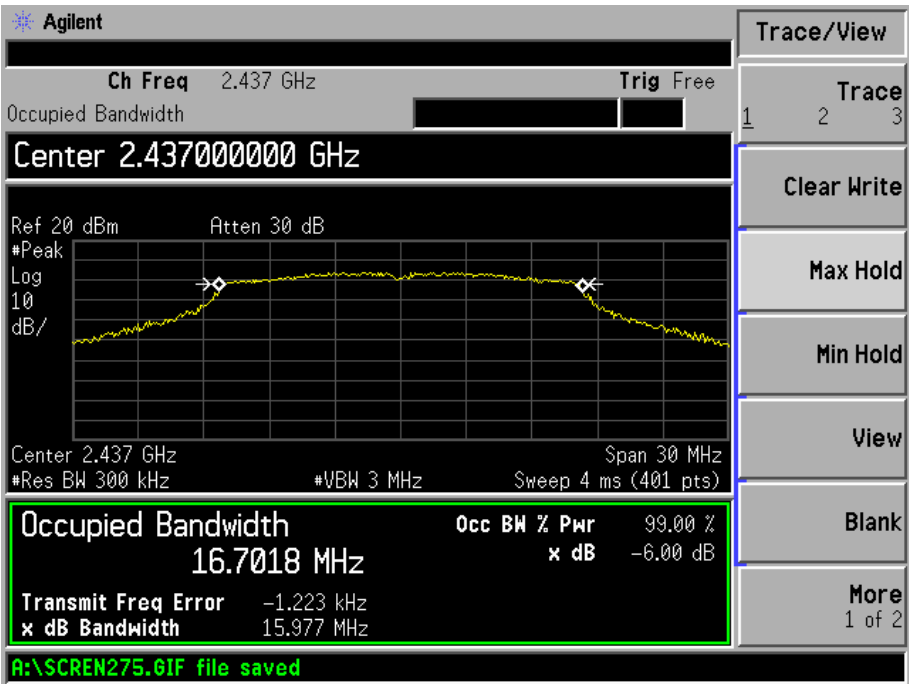 Agilent
Trace/View
Ch Freq 2.437 GHz Trig Free
Occupied Bandwidth
Trace
1 2 3
Center 2.437000000 GHz
Clear Write
Ref 20 dBm Atten 30 dB
#Peak
Log
10
dB/
Max Hold
Min Hold
View
Center 2.437 GHz Span 30 MHz
#Res BW 300 kHz #VBW 3 MHz Sweep 4 ms (401 pts)
Occupied Bandwidth
16.7018 MHz
Occ BW % Pwr 99.00 %
x dB -6.00 dB
Blank
Transmit Freq Error -1.223 kHz
x dB Bandwidth 15.977 MHz
More
1 of 2
A:\SCREN275.GIF file saved